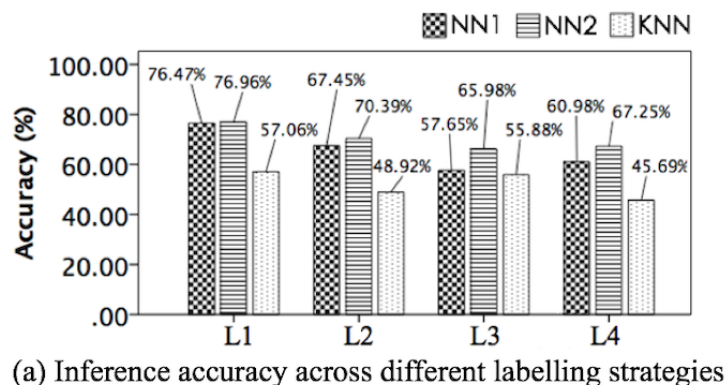 NN1 NN2 KNN
100.00
80.00
60.00
40.00
20.00
.00
Accuracy (%)
76.47% 76.96% 57.06%
67.45% 70.39% 48.92%
57.65% 65.98% 55.88%
60.98% 67.25% 45.69%
L1 L2 L3 L4
(a) Inference accuracy across different labelling strategies